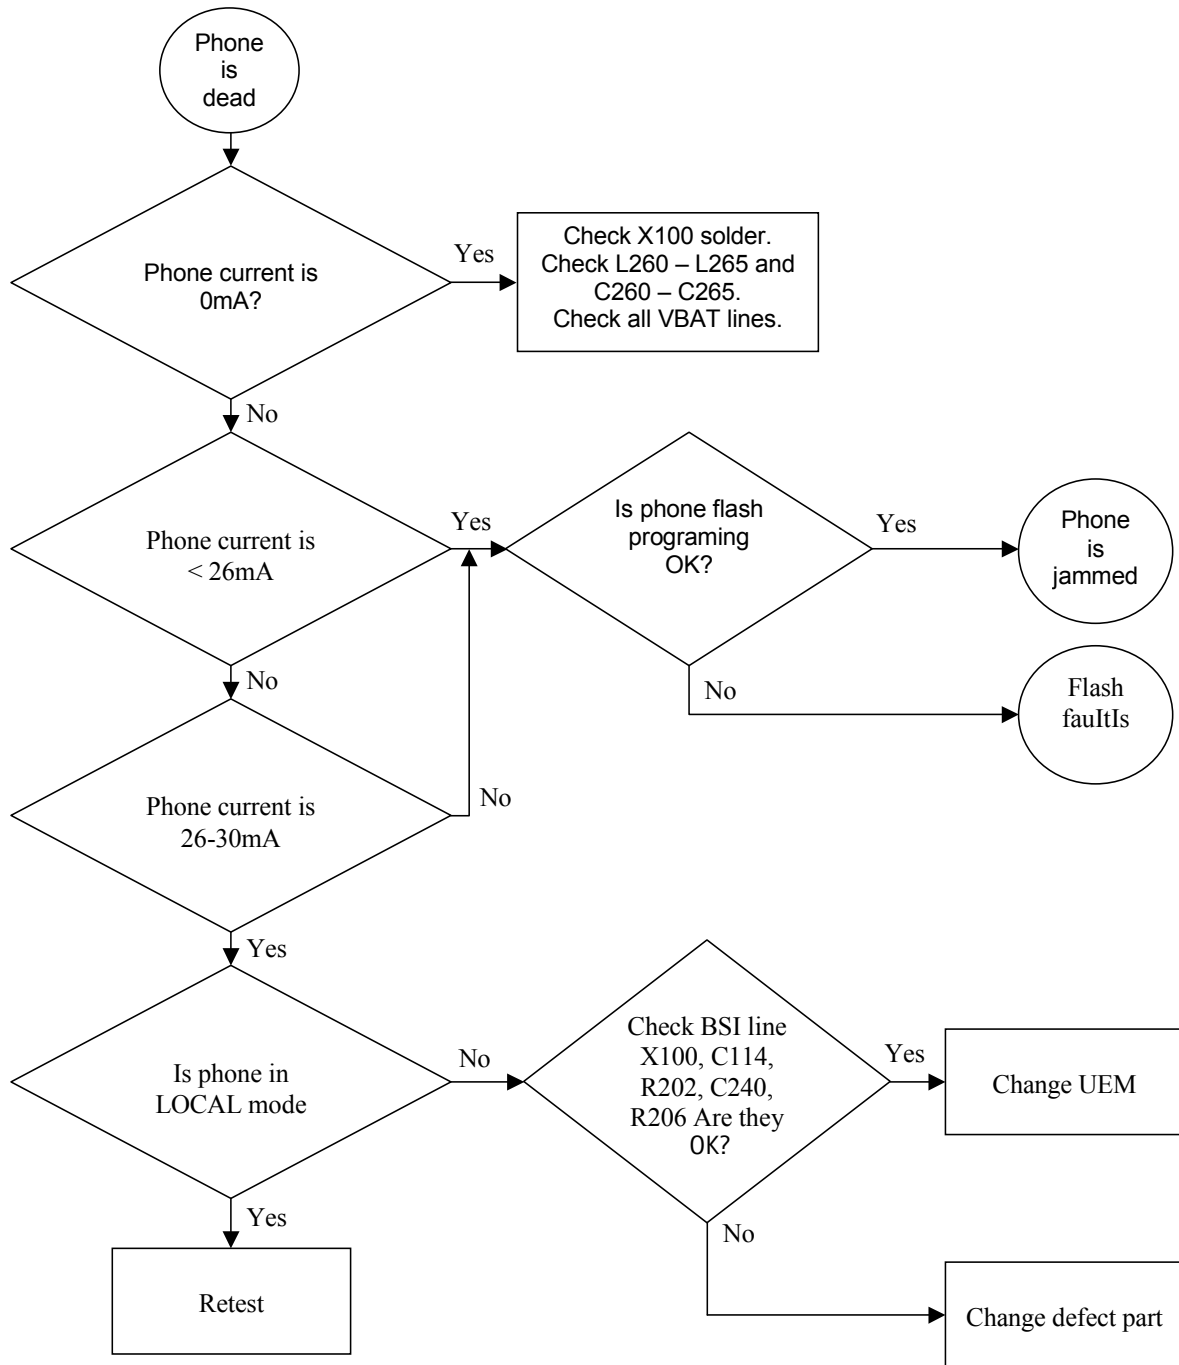 Phone
is
dead
Phone current is
0mA?
Yes
Check X100 solder.
Check L260 – L265 and
C260 – C265.
Check all VBAT lines.
No
Phone current is
< 26mA
Yes
Is phone flash
programing
OK?
Yes
Phone
is
jammed
No
Flash
fauItIs
No
Phone current is
26-30mA
No
Yes
Is phone in
LOCAL mode
No
Check BSI line
X100, C114,
R202, C240,
R206 Are they
OK?
Yes
Change UEM
No
Change defect part
Yes
Retest